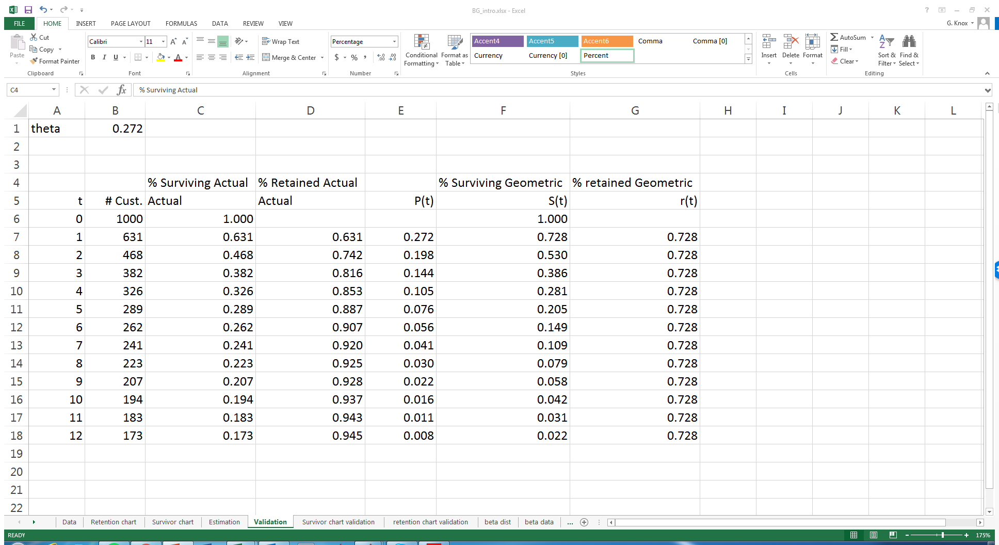 BG_intro.xlsx - Excel
FILE HOME INSERT PAGE LAYOUT FORMULAS DATA REVIEW VIEW G. Knox
Paste Cut Copy Format Painter
Clipboard
Calibri 11
B I U A
Font
Wrap Text
Merge & Center
Alignment
Percentage
$ % ,
Number
Conditional Formatting
Format as Table
Accent4 Accent5 Accent6 Comma Comma [0]
Currency Currency [0] Percent
Styles
Insert Delete Format
Cells
AutoSum
Fill
Clear
Sort & Filter
Find & Select
Editing
C4 fx % Surviving Actual
A B C D E F G H I J K L
1 theta 0.272
2
3
4 % Surviving Actual % Retained Actual % Surviving Geometric % retained Geometric
5 t # Cust. Actual Actual P(t) S(t) r(t)
6 0 1000 1.000 1.000
7 1 631 0.631 0.631 0.272 0.728 0.728
8 2 468 0.468 0.742 0.198 0.530 0.728
9 3 382 0.382 0.816 0.144 0.386 0.728
10 4 326 0.326 0.853 0.105 0.281 0.728
11 5 289 0.289 0.887 0.076 0.205 0.728
12 6 262 0.262 0.907 0.056 0.149 0.728
13 7 241 0.241 0.920 0.041 0.109 0.728
14 8 223 0.223 0.925 0.030 0.079 0.728
15 9 207 0.207 0.928 0.022 0.058 0.728
16 10 194 0.194 0.937 0.016 0.042 0.728
17 11 183 0.183 0.943 0.011 0.031 0.728
18 12 173 0.173 0.945 0.008 0.022 0.728
19
20
21
22
Data Retention chart Survivor chart Estimation Validation Survivor chart validation retention chart validation beta dist beta data ...
READY 175%